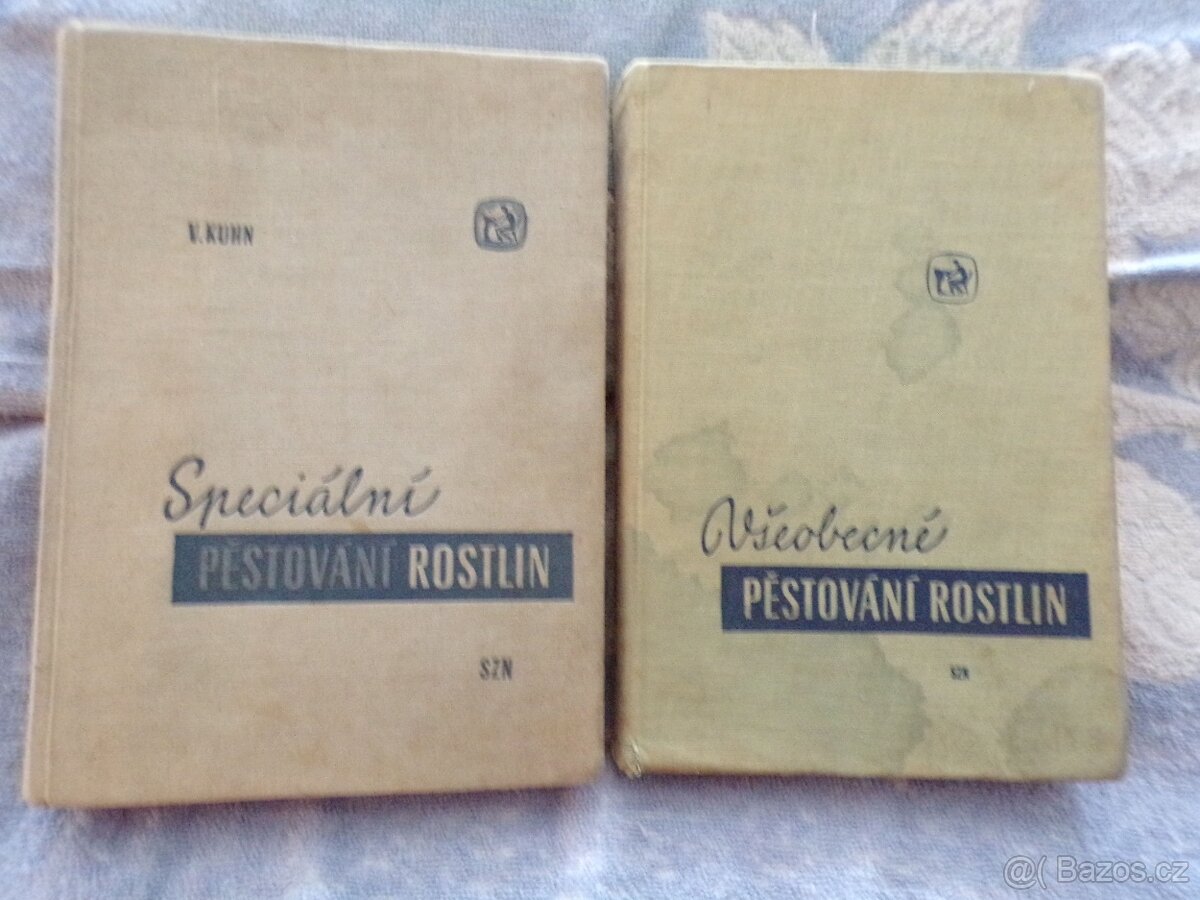 V. KUHN
Speciální
PĚSTOVÁNÍ ROSTLIN
SZN
Všeobecné
PĚSTOVÁNÍ ROSTLIN
SZN
@( Bazos.cz